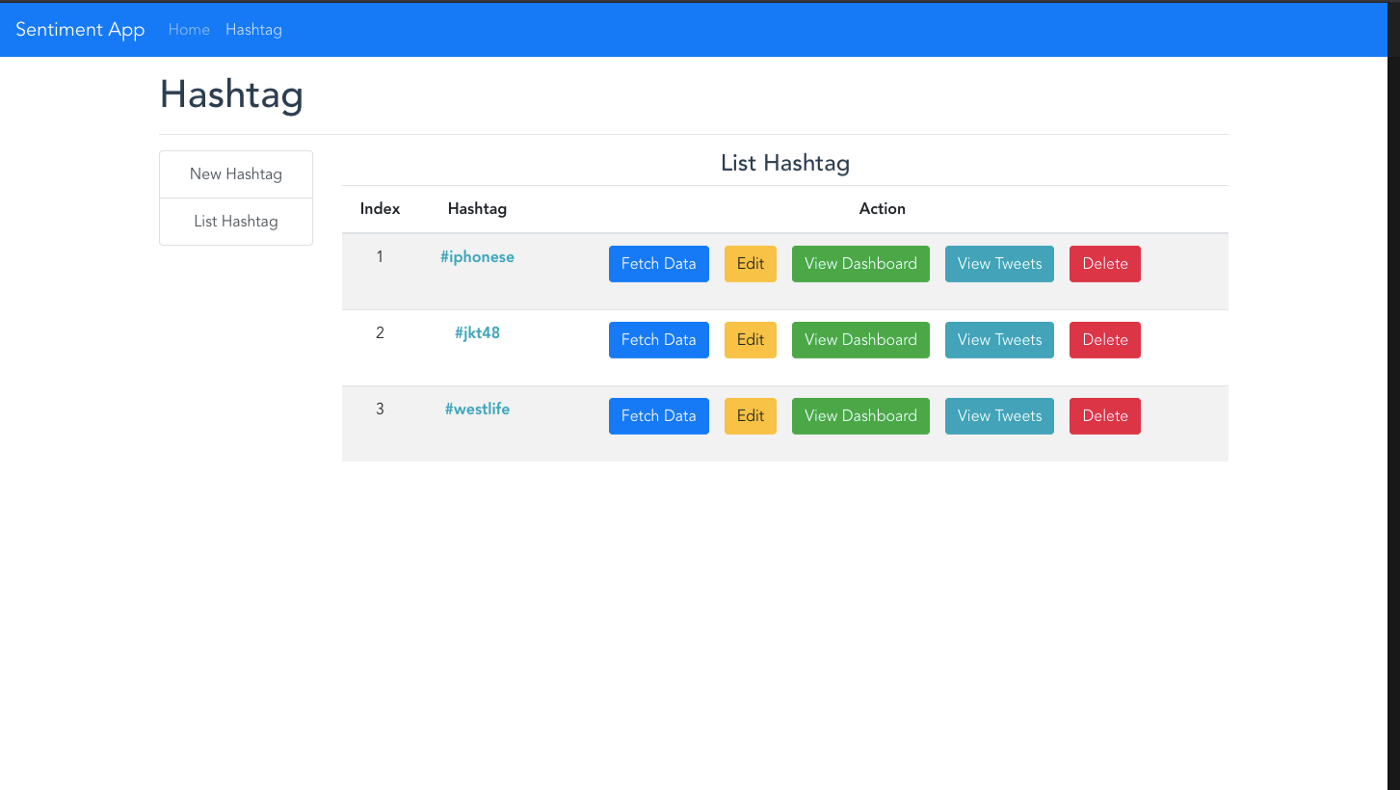 Sentiment App Home Hashtag
Hashtag
New Hashtag
List Hashtag
List Hashtag
Index Hashtag Action
1 #iphonese Fetch Data Edit View Dashboard View Tweets Delete
2 #jkt48 Fetch Data Edit View Dashboard View Tweets Delete
3 #westlife Fetch Data Edit View Dashboard View Tweets Delete